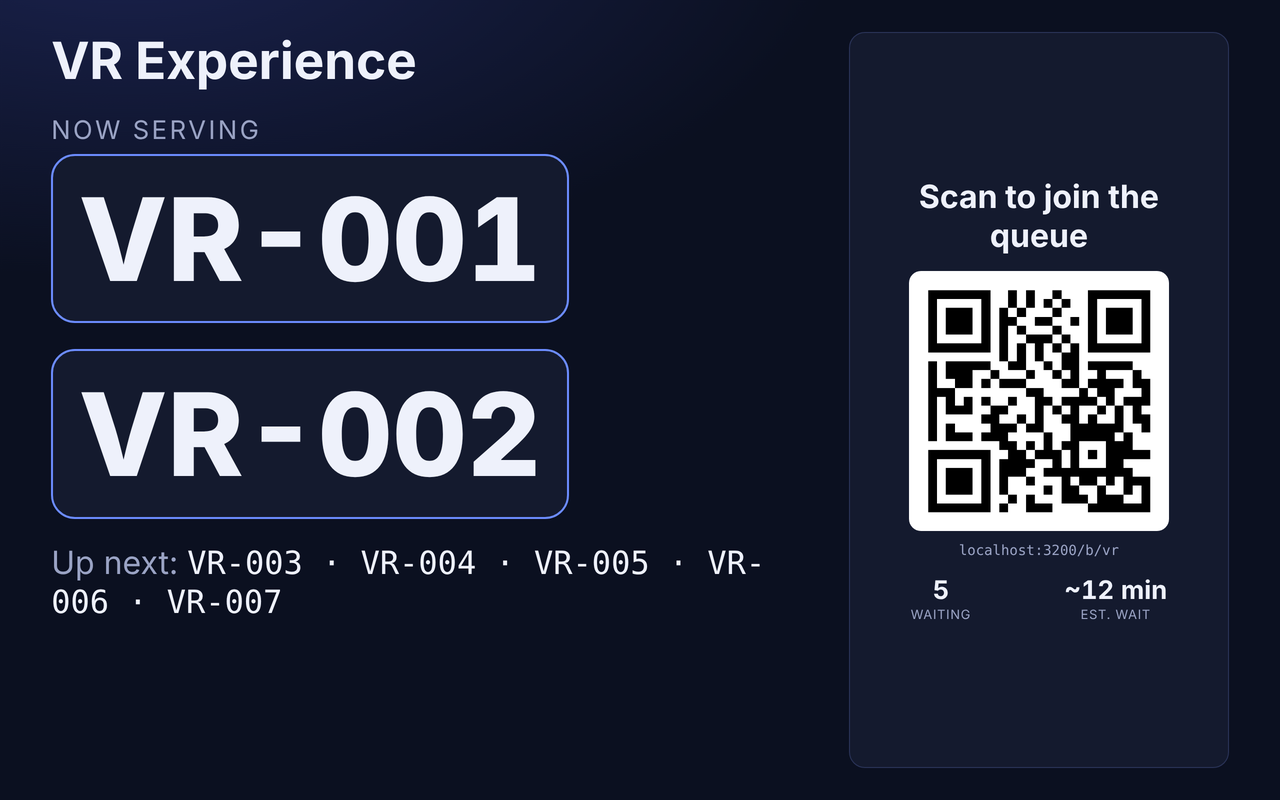 VR Experience
NOW SERVING
VR-001
VR-002
Up next: VR-003 · VR-004 · VR-005 · VR-
006 · VR-007
Scan to join the
queue
localhost:3200/b/vr
5
WAITING
~12 min
EST. WAIT